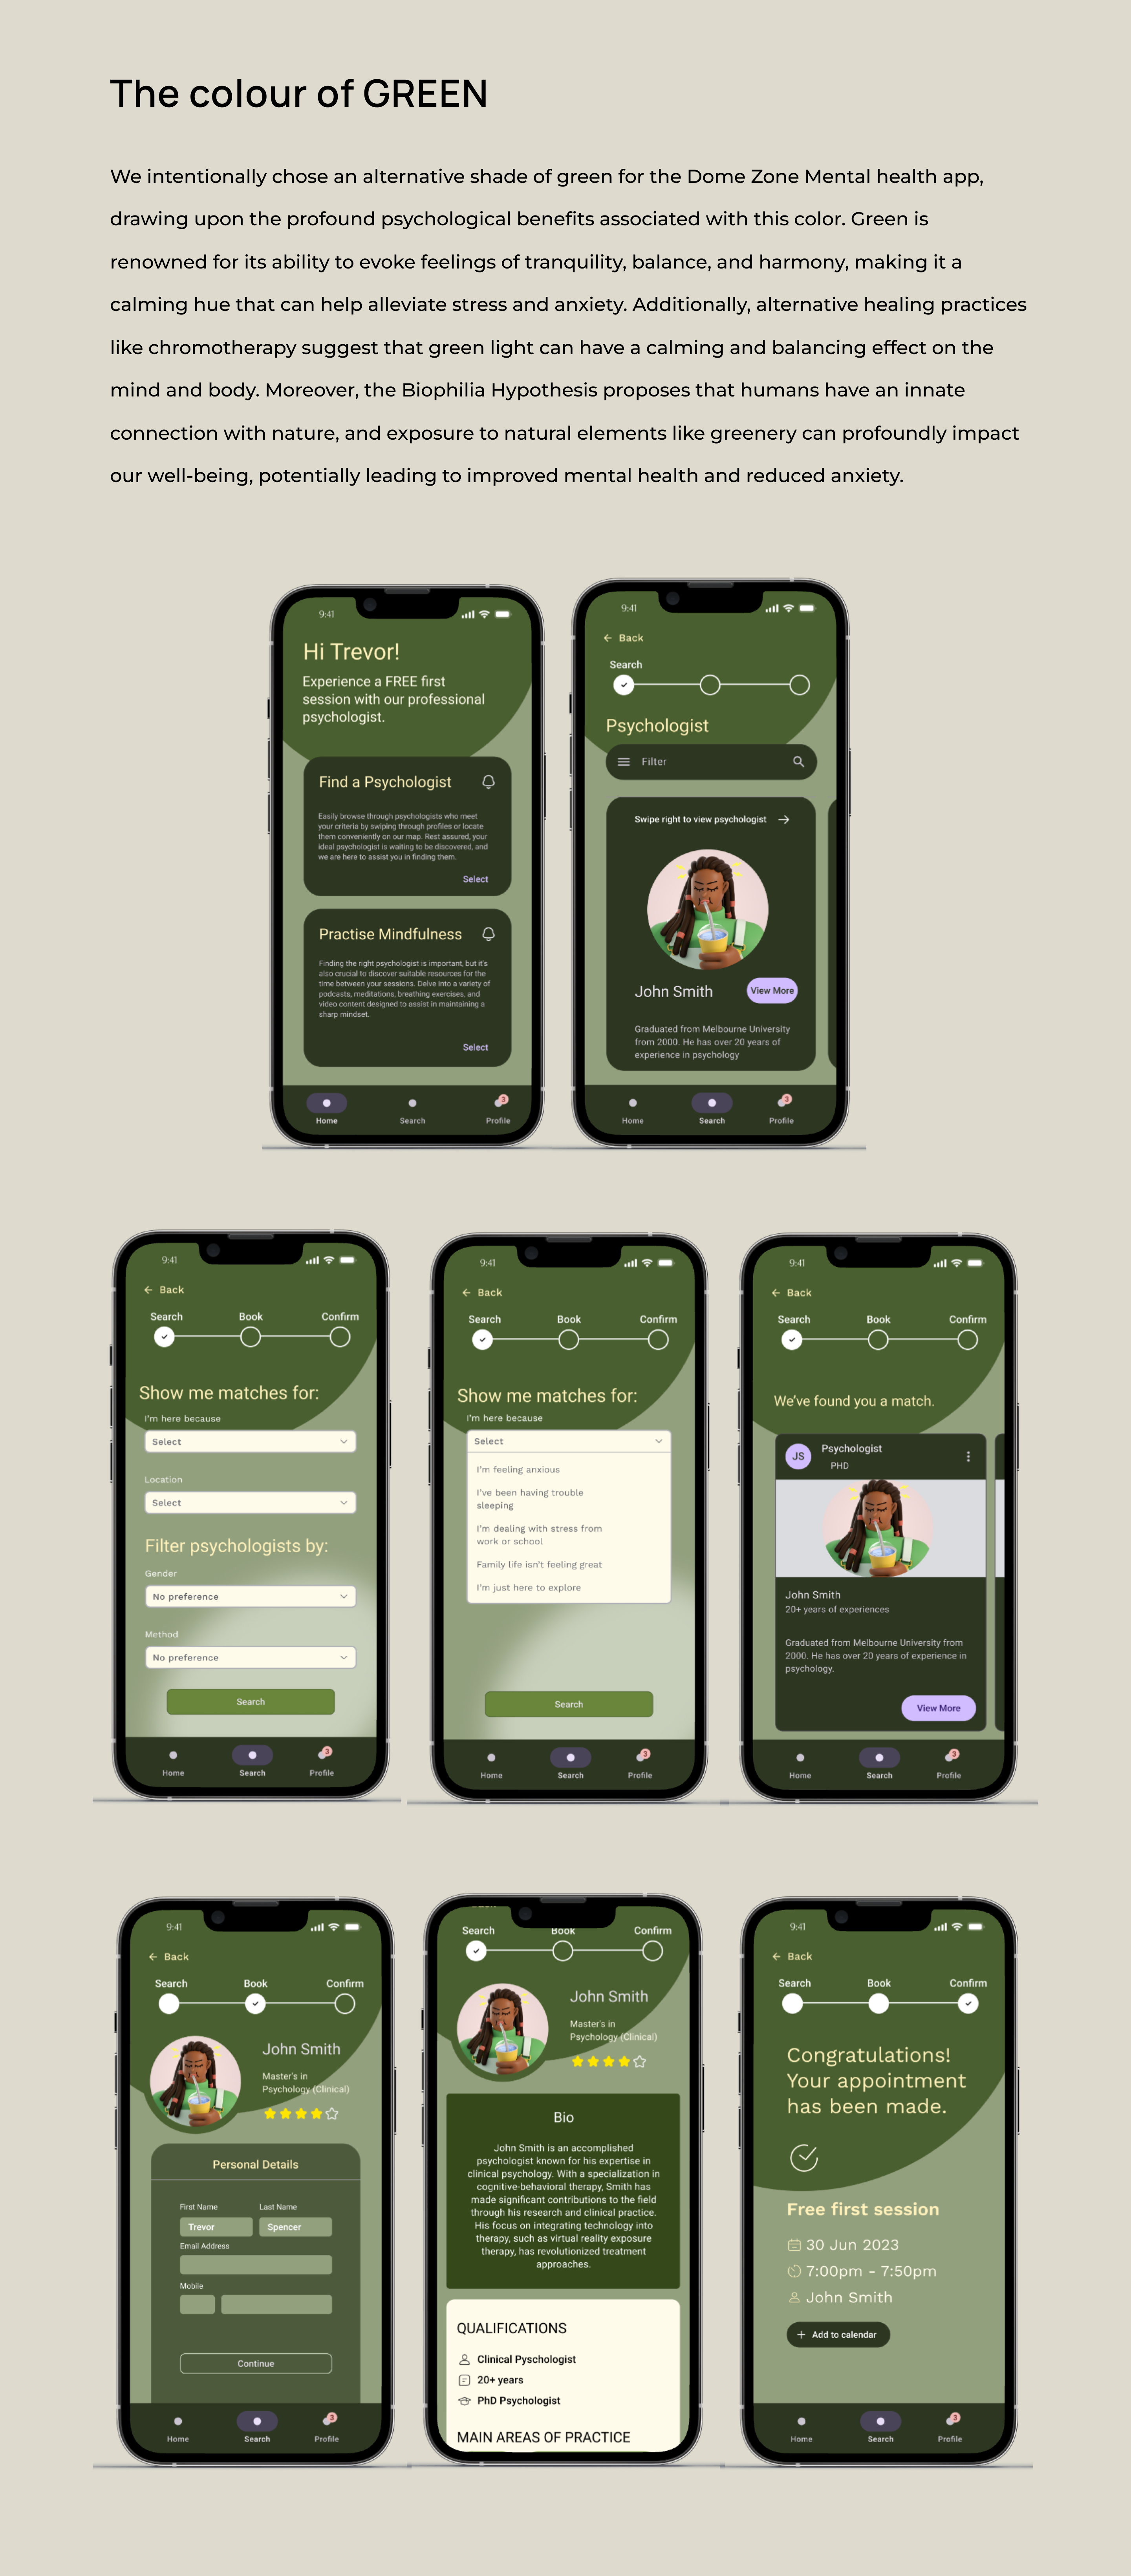 The colour of GREEN
We intentionally chose an alternative shade of green for the Dome Zone Mental health app,
drawing upon the profound psychological benefits associated with this color. Green is
renowned for its ability to evoke feelings of tranquility, balance, and harmony, making it a
calming hue that can help alleviate stress and anxiety. Additionally, alternative healing practices
like chromotherapy suggest that green light can have a calming and balancing effect on the
mind and body. Moreover, the Biophilia Hypothesis proposes that humans have an innate
connection with nature, and exposure to natural elements like greenery can profoundly impact
our well-being, potentially leading to improved mental health and reduced anxiety.
9:41
Hi Trevor!
Experience a FREE first
session with our professional
psychologist.
Find a Psychologist
Easily browse through psychologists who meet
your criteria by swiping through profiles or locate
them conveniently on our map. Rest assured, your
ideal psychologist is waiting to be discovered, and
we are here to assist you in finding them.
Select
Practise Mindfulness
Finding the right psychologist is important, but it's
also crucial to discover suitable resources for the
time between your sessions. Delve into a variety of
podcasts, meditations, breathing exercises, and
video content designed to assist in maintaining a
sharp mindset.
Select
3
Home Search Profile
9:41
Back
Search
Psychologist
Filter
Swipe right to view psychologist
John Smith
View More
Graduated from Melbourne University
from 2000. He has over 20 years of
experience in psychology
3
Home Search Profile
9:41
Back
Search Book Confirm
Show me matches for:
I'm here because
Select
Location
Select
Filter psychologists by:
Gender
No preference
Method
No preference
Search
3
Home Search Profile
9:41
Back
Search Book Confirm
Show me matches for:
I'm here because
Select
I'm feeling anxious
I've been having trouble
sleeping
I'm dealing with stress from
work or school
Family life isn't feeling great
I'm just here to explore
Search
3
Home Search Profile
9:41
Back
Search Book Confirm
We've found you a match.
JS
Psychologist
PHD
John Smith
20+ years of experiences
Graduated from Melbourne University from
2000. He has over 20 years of experience in
psychology.
View More
3
Home Search Profile
9:41
Back
Search Book Confirm
John Smith
Master's in
Psychology (Clinical)
Personal Details
First Name Last Name
Trevor Spencer
Email Address
Mobile
Continue
3
Home Search Profile
Search Book Confirm
John Smith
Master's in
Psychology (Clinical)
Bio
John Smith is an accomplished
psychologist known for his expertise in
clinical psychology. With a specialization in
cognitive-behavioral therapy, Smith has
made significant contributions to the field
through his research and clinical practice.
His focus on integrating technology into
therapy, such as virtual reality exposure
therapy, has revolutionized treatment
approaches.
QUALIFICATIONS
Clinical Pyschologist
20+ years
PhD Psychologist
MAIN AREAS OF PRACTICE
9:41
Back
Search Book Confirm
Congratulations!
Your appointment
has been made.
Free first session
30 Jun 2023
7:00pm - 7:50pm
John Smith
+ Add to calendar
3
Home Search Profile